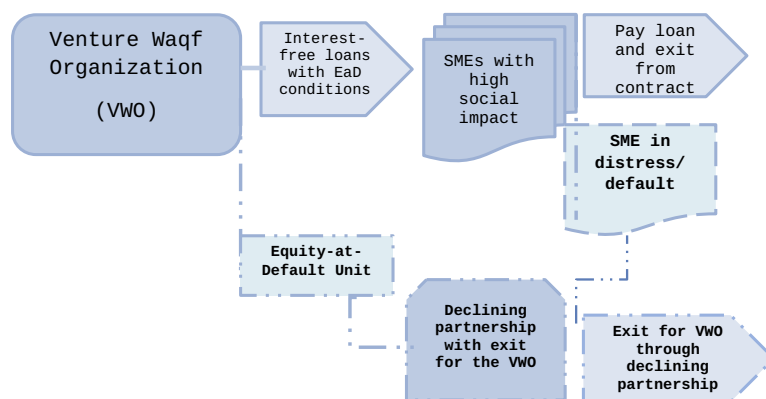 Venture Waqf
Organization
(VWO)
Interest-
free loans
with EaD
conditions
SMEs with
high
social
impact
Pay loan
and exit
from
contract
SME in
distress/
default
Equity-at-
Default Unit
Declining
partnership
with exit
for the VWO
Exit for VWO
through
declining
partnership